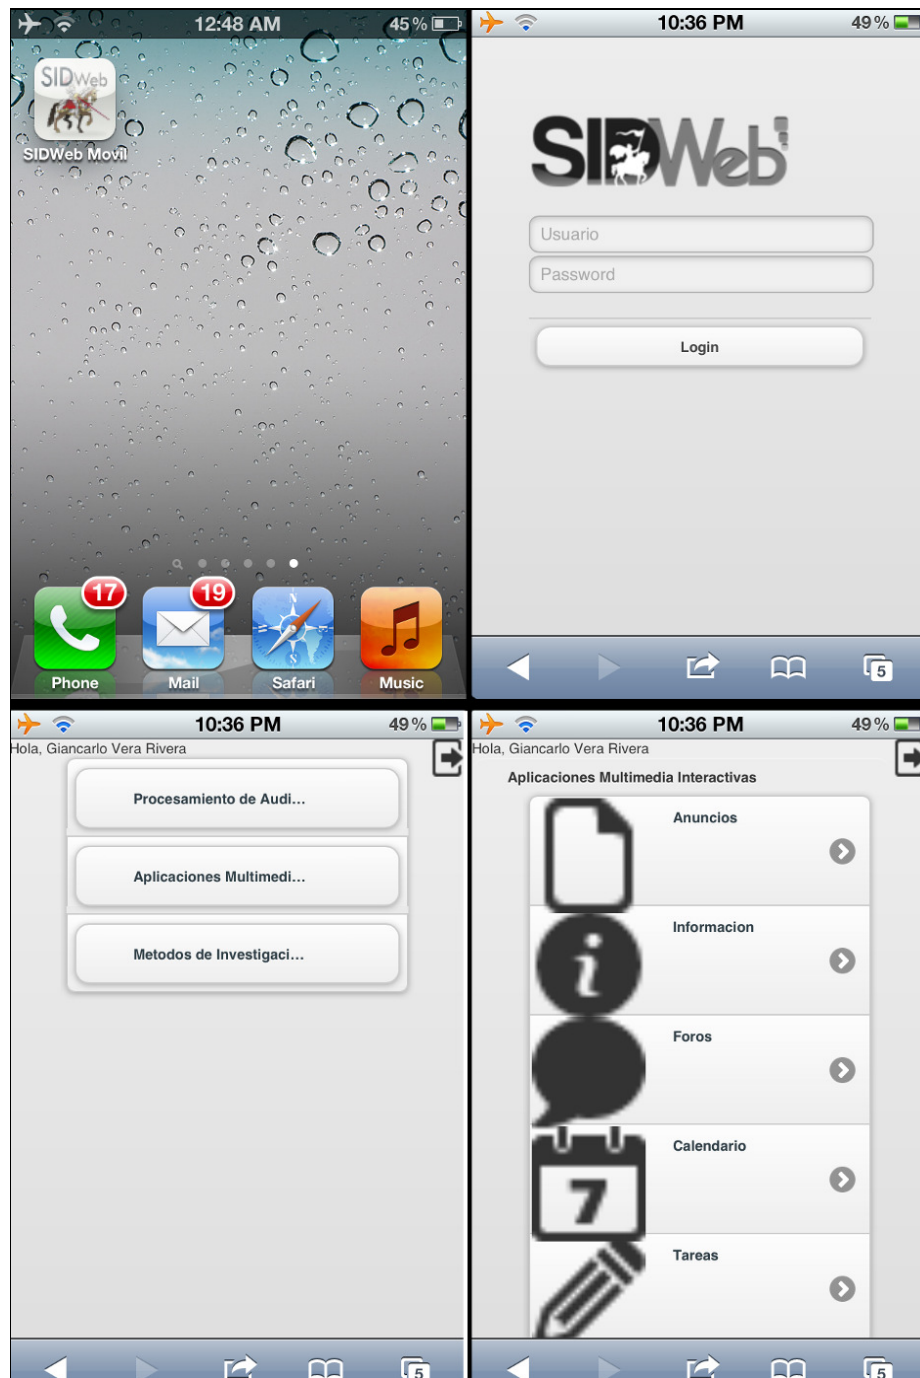 12:48 AM
45%
SIDWeb
SIDWeb Movil
17
19
Phone
Mail
Safari
Music
10:36 PM
49%
SIDWeb
Usuario
Password
Login
5
10:36 PM
49%
Hola, Giancarlo Vera Rivera
Procesamiento de Audi...
Aplicaciones Multimedi...
Metodos de Investigaci...
5
10:36 PM
49%
Hola, Giancarlo Vera Rivera
Aplicaciones Multimedia Interactivas
Anuncios
i
Informacion
Foros
Calendario
7
Tareas
5